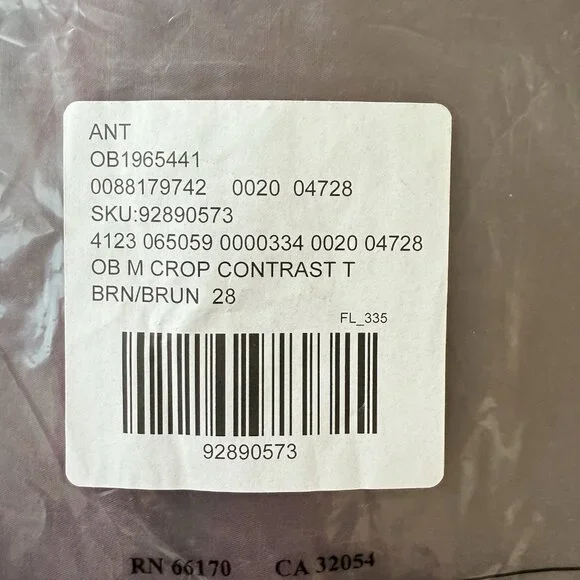 ANT
OB1965441
0088179742 0020 04728
SKU:92890573
4123 065059 0000334 0020 04728
OB M CROP CONTRAST T
BRN/BRUN 28
FL_335
92890573
RN 66170 CA 32054